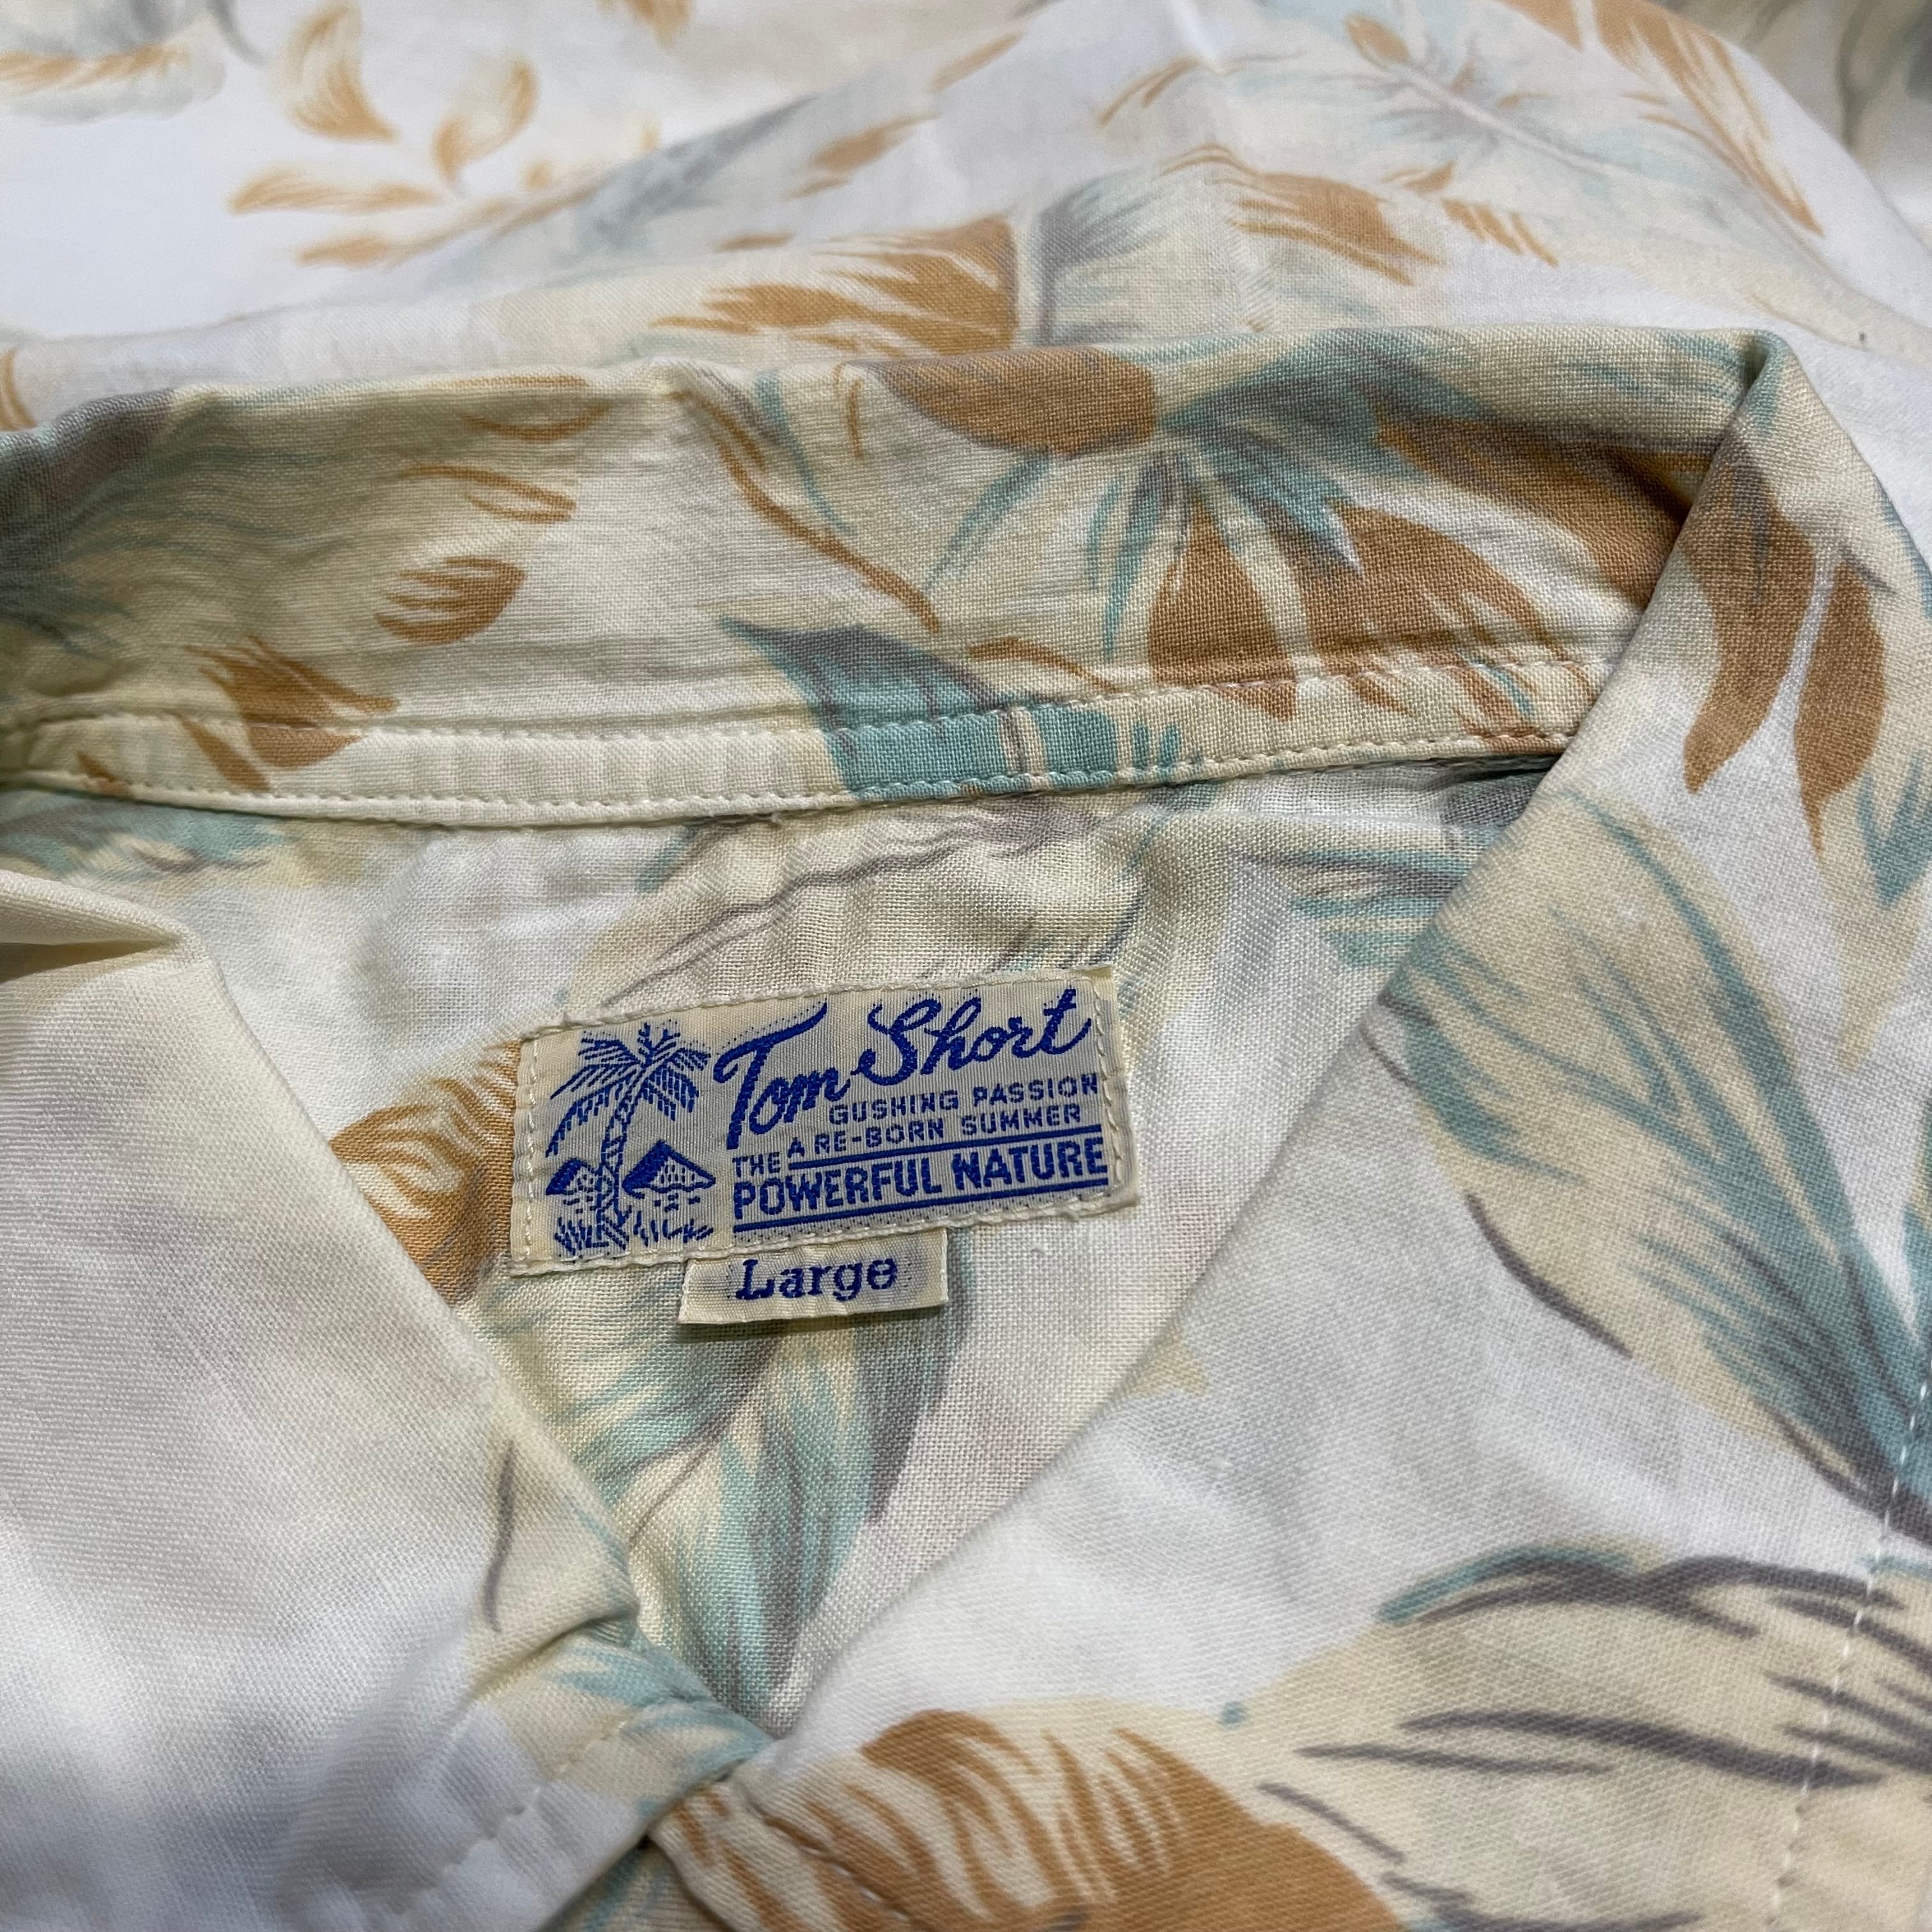 Tom Short
GUSHING PASSION
A RE-BORN SUMMER
THE
POWERFUL NATURE
Large